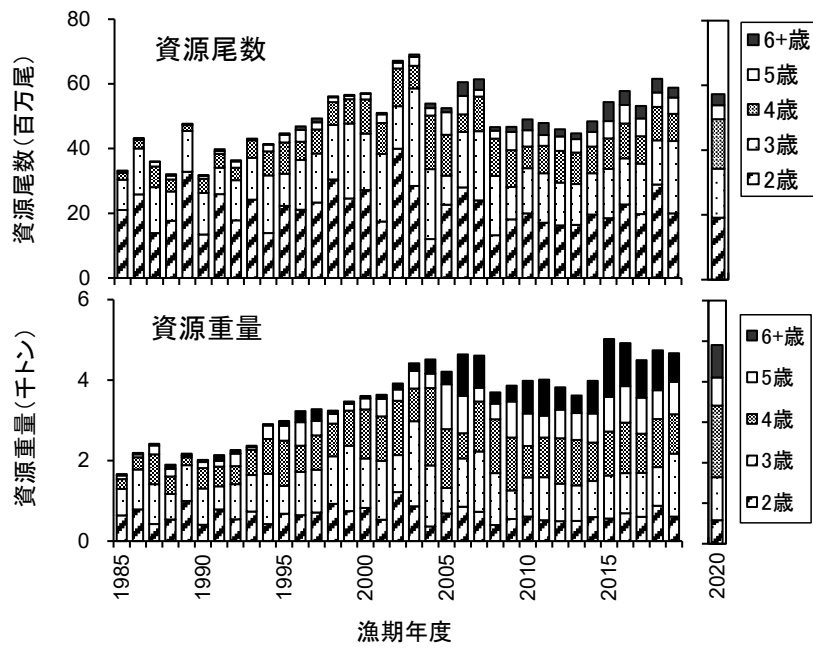 資源尾数
資源尾数(百万尾)
80
60
40
20
0
6+歳
5歳
4歳
3歳
2歳
資源重量
資源重量(千トン)
6
4
2
0
6+歳
5歳
4歳
3歳
2歳
1985
1990
1995
2000
2005
2010
2015
2020
漁期年度